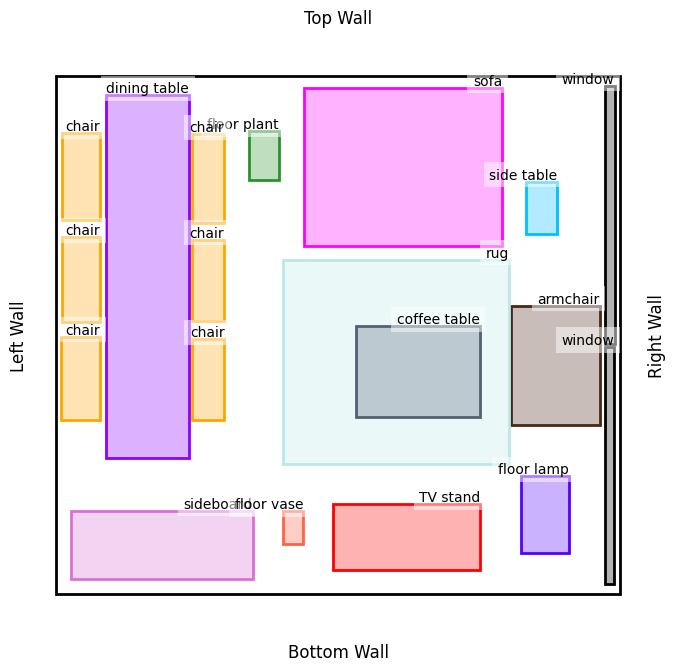 Top Wall
window
sofa
dining table
floor plant
chair
chair
side table
chair
chair
rug
armchair
coffee table
chair
chair
window
Left Wall
Right Wall
floor lamp
TV stand
sideboard
floor vase
Bottom Wall